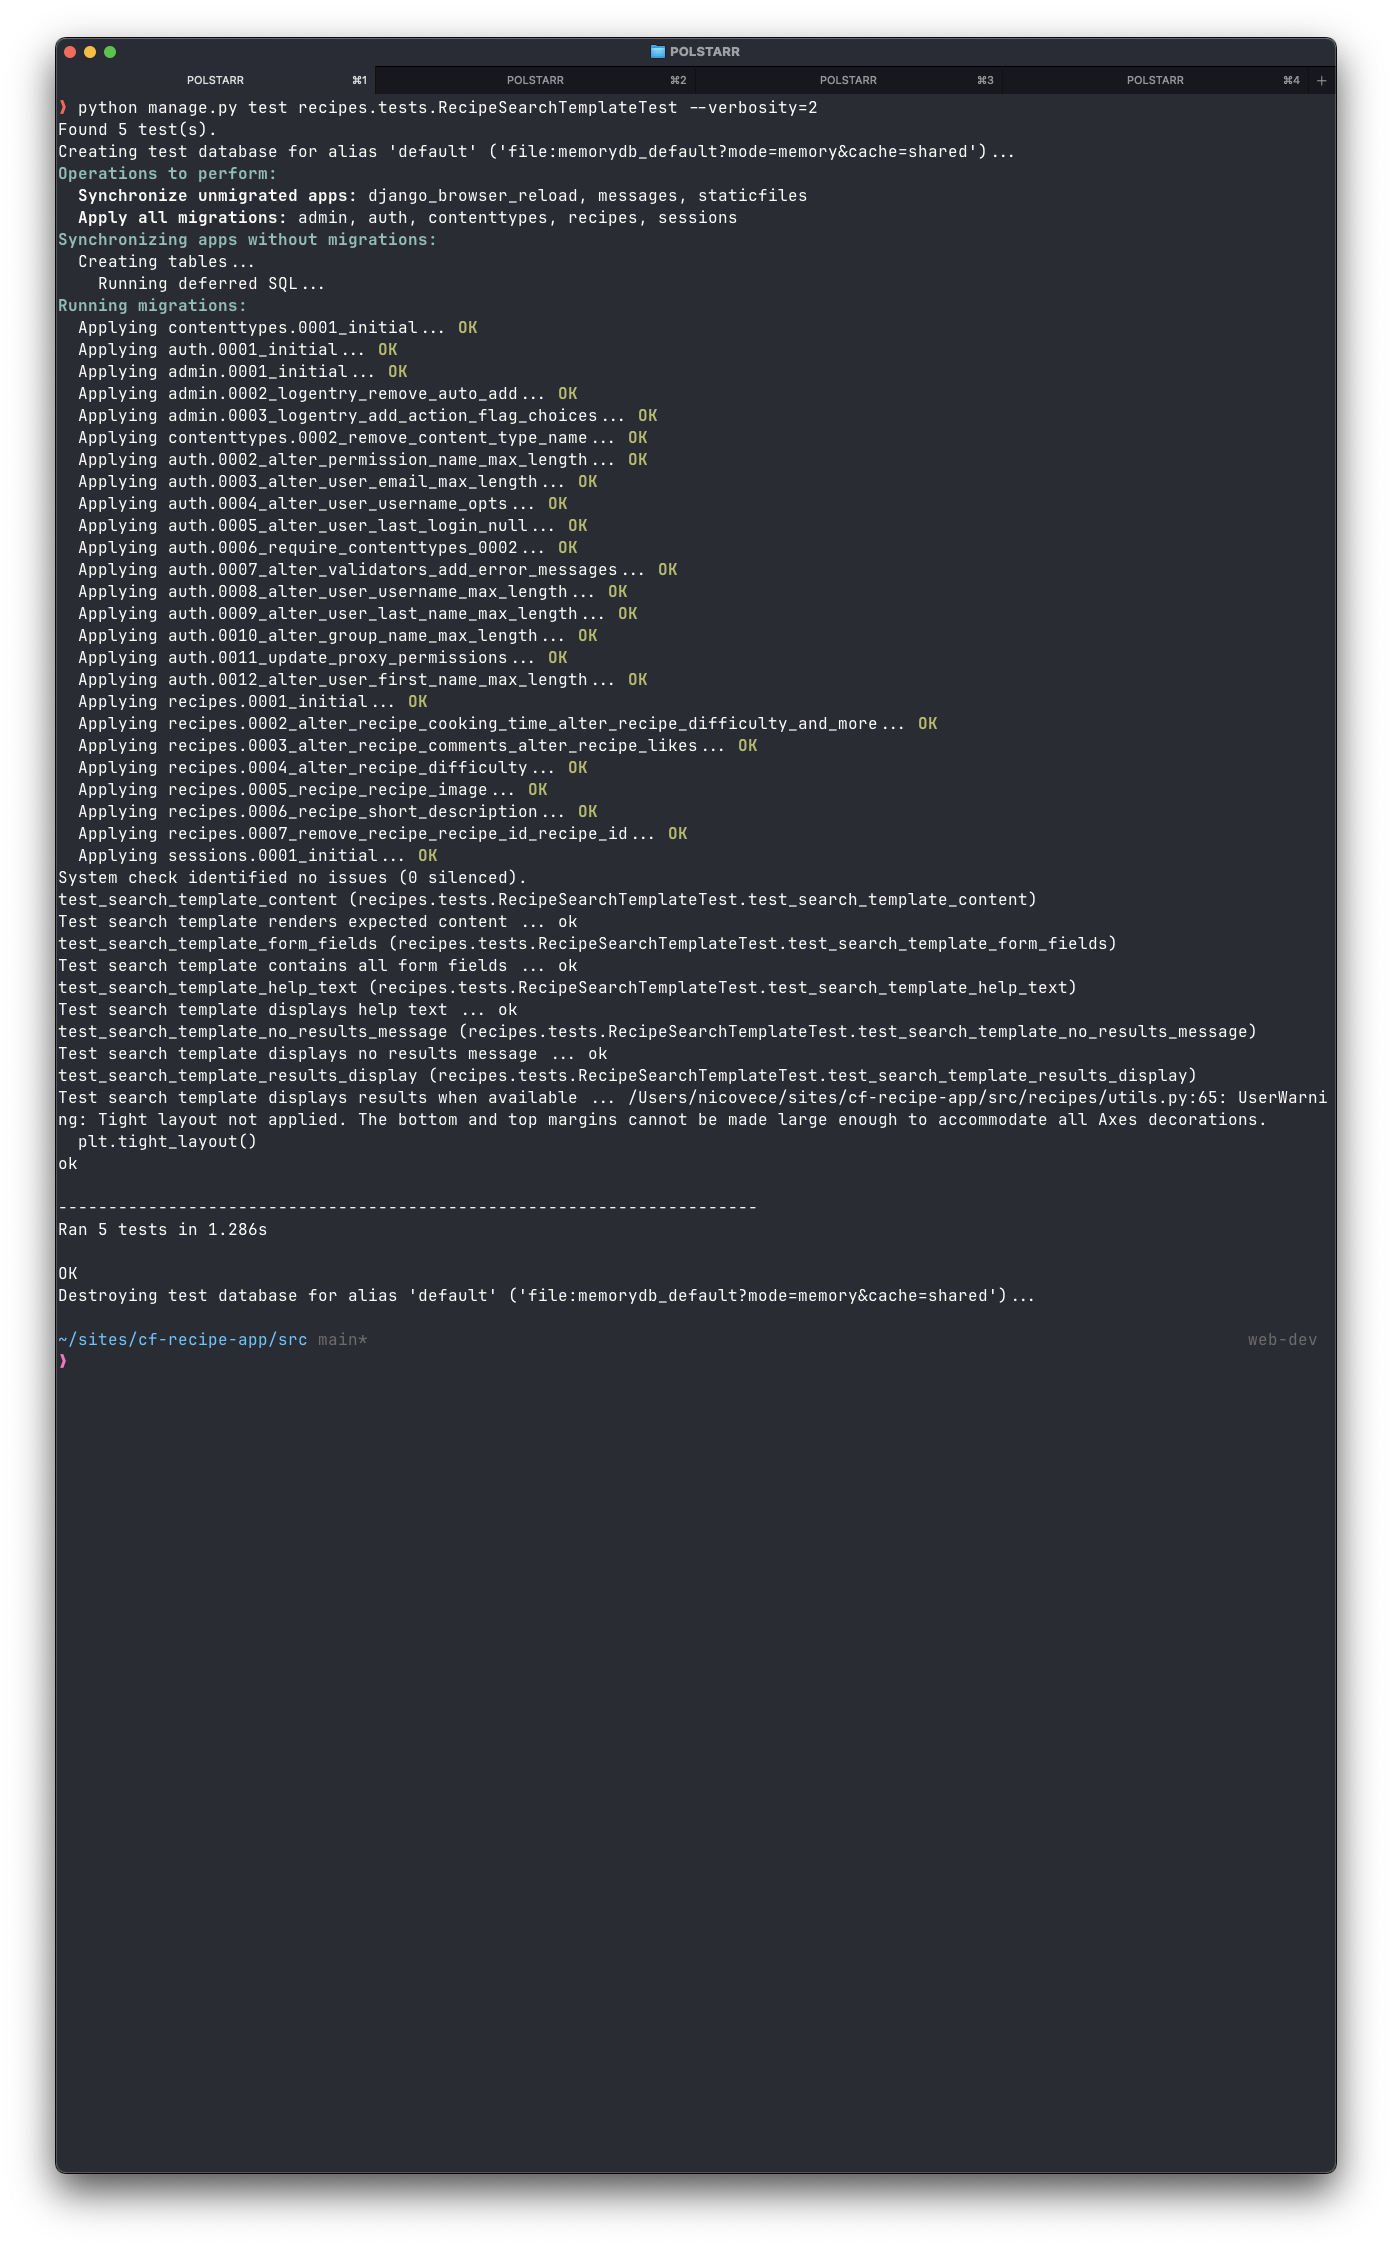 POLSTARR
POLSTARR ⌘1 POLSTARR ⌘2 POLSTARR ⌘3 POLSTARR ⌘4 +
❯ python manage.py test recipes.tests.RecipeSearchTemplateTest --verbosity=2
Found 5 test(s).
Creating test database for alias 'default' ('file:memorydb_default?mode=memory&cache=shared')...
Operations to perform:
  Synchronize unmigrated apps: django_browser_reload, messages, staticfiles
  Apply all migrations: admin, auth, contenttypes, recipes, sessions
Synchronizing apps without migrations:
  Creating tables...
    Running deferred SQL...
Running migrations:
  Applying contenttypes.0001_initial... OK
  Applying auth.0001_initial... OK
  Applying admin.0001_initial... OK
  Applying admin.0002_logentry_remove_auto_add... OK
  Applying admin.0003_logentry_add_action_flag_choices... OK
  Applying contenttypes.0002_remove_content_type_name... OK
  Applying auth.0002_alter_permission_name_max_length... OK
  Applying auth.0003_alter_user_email_max_length... OK
  Applying auth.0004_alter_user_username_opts... OK
  Applying auth.0005_alter_user_last_login_null... OK
  Applying auth.0006_require_contenttypes_0002... OK
  Applying auth.0007_alter_validators_add_error_messages... OK
  Applying auth.0008_alter_user_username_max_length... OK
  Applying auth.0009_alter_user_last_name_max_length... OK
  Applying auth.0010_alter_group_name_max_length... OK
  Applying auth.0011_update_proxy_permissions... OK
  Applying auth.0012_alter_user_first_name_max_length... OK
  Applying recipes.0001_initial... OK
  Applying recipes.0002_alter_recipe_cooking_time_alter_recipe_difficulty_and_more... OK
  Applying recipes.0003_alter_recipe_comments_alter_recipe_likes... OK
  Applying recipes.0004_alter_recipe_difficulty... OK
  Applying recipes.0005_recipe_recipe_image... OK
  Applying recipes.0006_recipe_short_description... OK
  Applying recipes.0007_remove_recipe_recipe_id_recipe_id... OK
  Applying sessions.0001_initial... OK
System check identified no issues (0 silenced).
test_search_template_content (recipes.tests.RecipeSearchTemplateTest.test_search_template_content)
Test search template renders expected content ... ok
test_search_template_form_fields (recipes.tests.RecipeSearchTemplateTest.test_search_template_form_fields)
Test search template contains all form fields ... ok
test_search_template_help_text (recipes.tests.RecipeSearchTemplateTest.test_search_template_help_text)
Test search template displays help text ... ok
test_search_template_no_results_message (recipes.tests.RecipeSearchTemplateTest.test_search_template_no_results_message)
Test search template displays no results message ... ok
test_search_template_results_display (recipes.tests.RecipeSearchTemplateTest.test_search_template_results_display)
Test search template displays results when available ... /Users/nicovece/sites/cf-recipe-app/src/recipes/utils.py:65: UserWarni
ng: Tight layout not applied. The bottom and top margins cannot be made large enough to accommodate all Axes decorations.
  plt.tight_layout()
ok

----------------------------------------------------------------------
Ran 5 tests in 1.286s

OK
Destroying test database for alias 'default' ('file:memorydb_default?mode=memory&cache=shared')...

~/sites/cf-recipe-app/src main* web-dev
❯